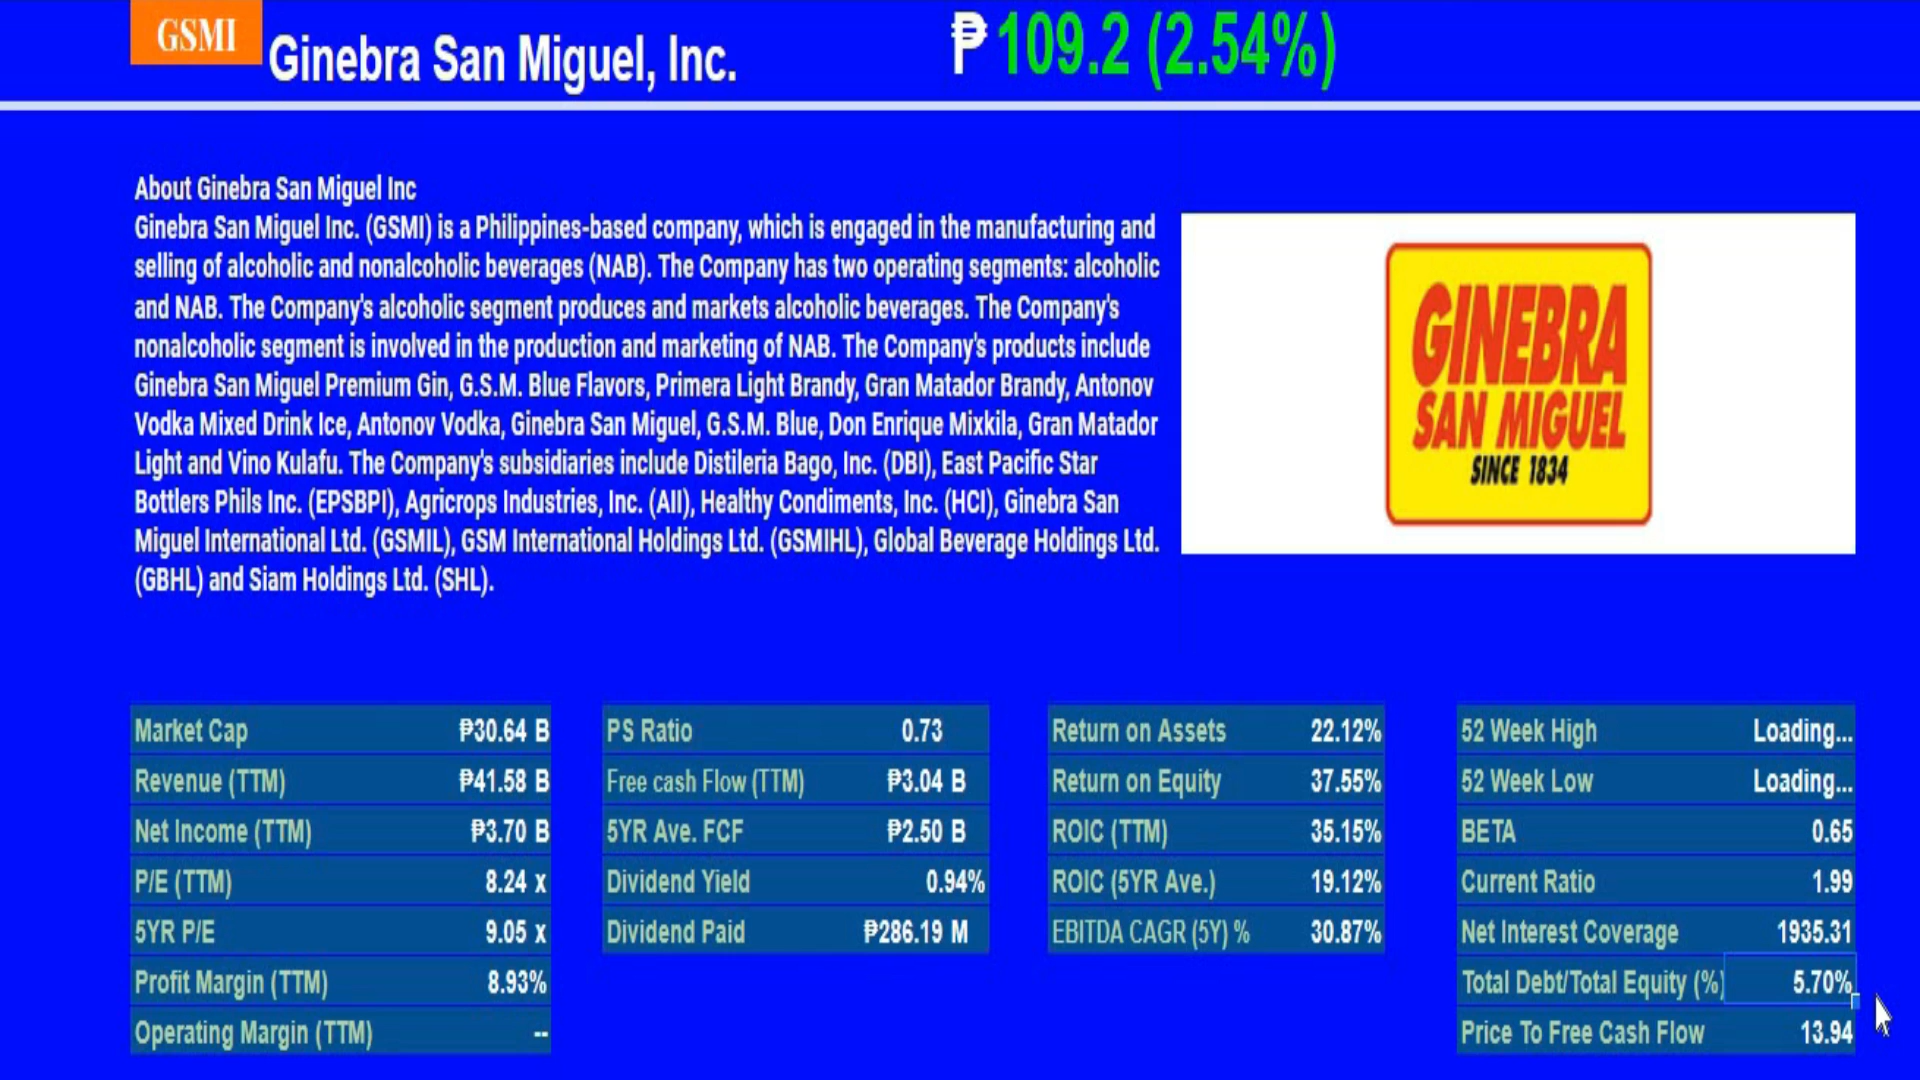 GSMI
Ginebra San Miguel, Inc.
₱ 109.2 (2.54%)
About Ginebra San Miguel Inc
Ginebra San Miguel Inc. (GSMI) is a Philippines-based company, which is engaged in the manufacturing and
selling of alcoholic and nonalcoholic beverages (NAB). The Company has two operating segments: alcoholic
and NAB. The Company's alcoholic segment produces and markets alcoholic beverages. The Company's
nonalcoholic segment is involved in the production and marketing of NAB. The Company's products include
Ginebra San Miguel Premium Gin, G.S.M. Blue Flavors, Primera Light Brandy, Gran Matador Brandy, Antonov
Vodka Mixed Drink Ice, Antonov Vodka, Ginebra San Miguel, G.S.M. Blue, Don Enrique Mixkila, Gran Matador
Light and Vino Kulafu. The Company's subsidiaries include Distileria Bago, Inc. (DBI), East Pacific Star
Bottlers Phils Inc. (EPSBPI), Agricrops Industries, Inc. (AII), Healthy Condiments, Inc. (HCI), Ginebra San
Miguel International Ltd. (GSMIL), GSM International Holdings Ltd. (GSMIHL), Global Beverage Holdings Ltd.
(GBHL) and Siam Holdings Ltd. (SHL).
GINEBRA
SAN MIGUEL
SINCE 1834
Market Cap ₱30.64 B
Revenue (TTM) ₱41.58 B
Net Income (TTM) ₱3.70 B
P/E (TTM) 8.24 x
5YR P/E 9.05 x
Profit Margin (TTM) 8.93%
Operating Margin (TTM) --
PS Ratio 0.73
Free cash Flow (TTM) ₱3.04 B
5YR Ave. FCF ₱2.50 B
Dividend Yield 0.94%
Dividend Paid ₱286.19 M
Return on Assets 22.12%
Return on Equity 37.55%
ROIC (TTM) 35.15%
ROIC (5YR Ave.) 19.12%
EBITDA CAGR (5Y) % 30.87%
52 Week High Loading...
52 Week Low Loading...
BETA 0.65
Current Ratio 1.99
Net Interest Coverage 1935.31
Total Debt/Total Equity (%) 5.70%
Price To Free Cash Flow 13.94